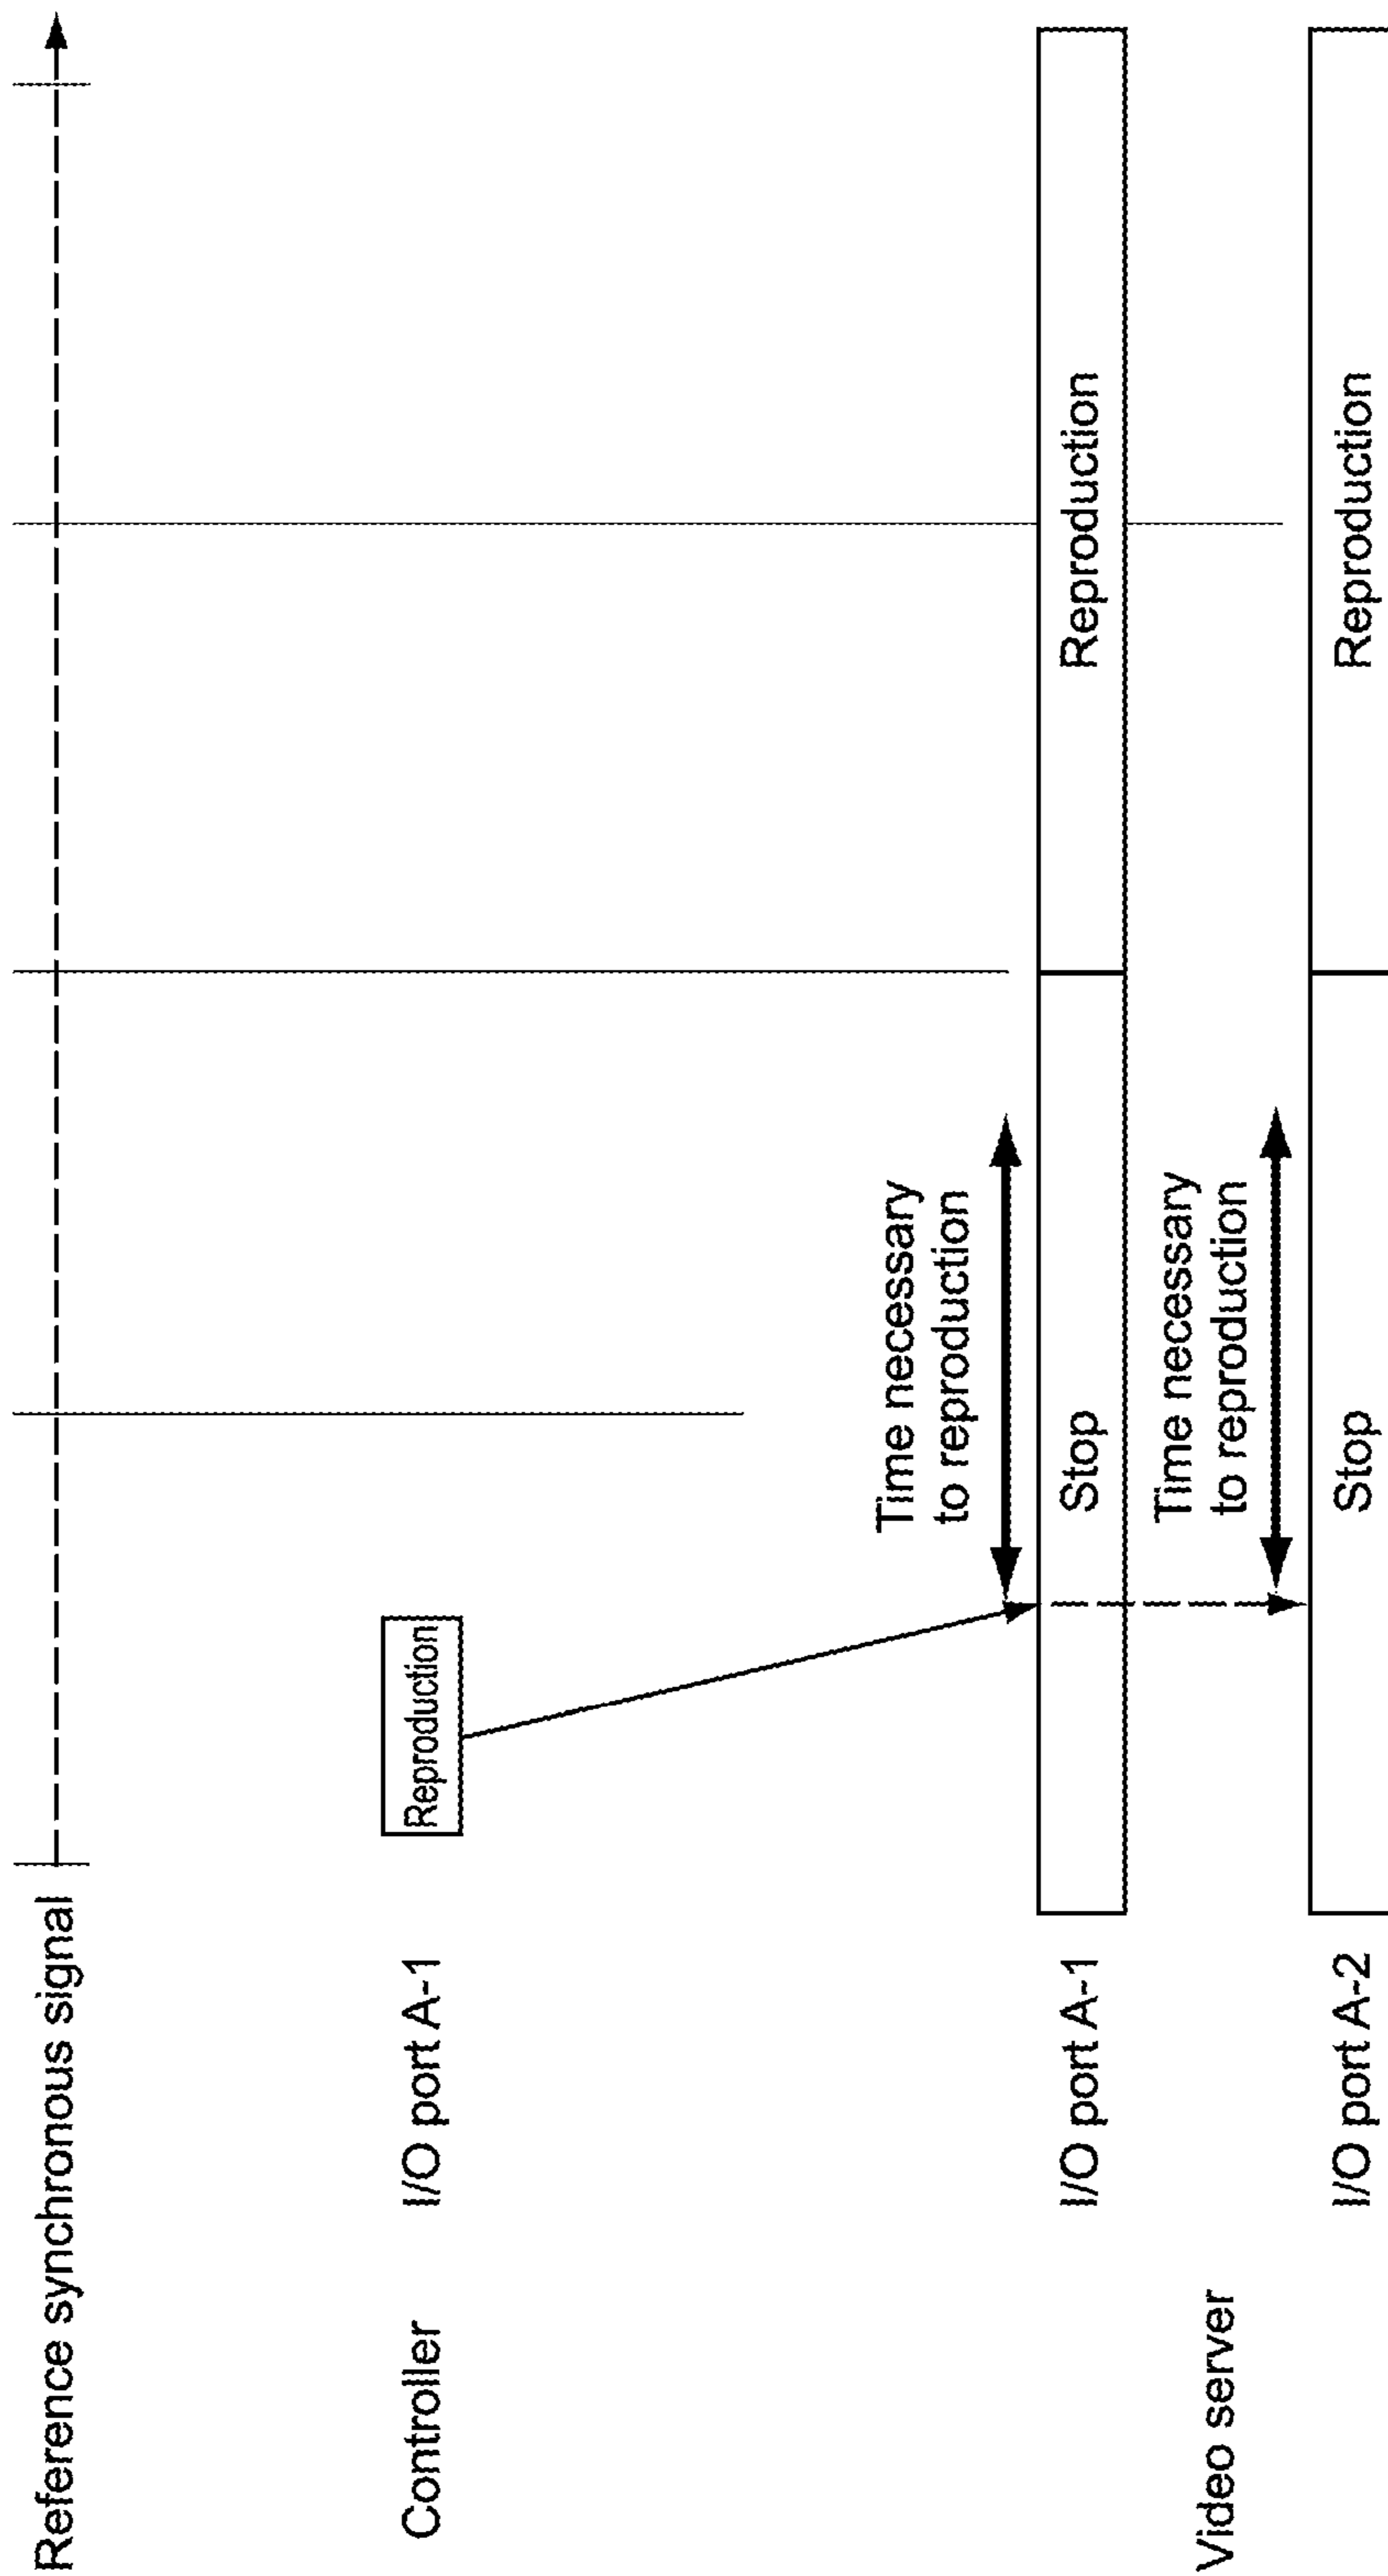 Reference synchronous signal
Controller
I/O port A-1
Reproduction
Time necessary
to reproduction
Video server
I/O port A-1
Stop
Reproduction
Time necessary
to reproduction
I/O port A-2
Stop
Reproduction